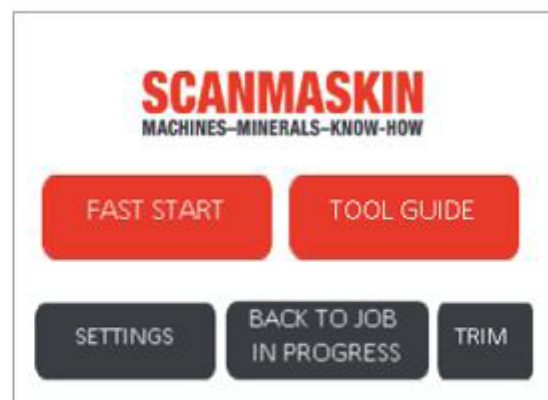 SCANMASKIN
MACHINES–MINERALS–KNOW-HOW
FAST START
TOOL GUIDE
SETTINGS
BACK TO JOB
IN PROGRESS
TRIM